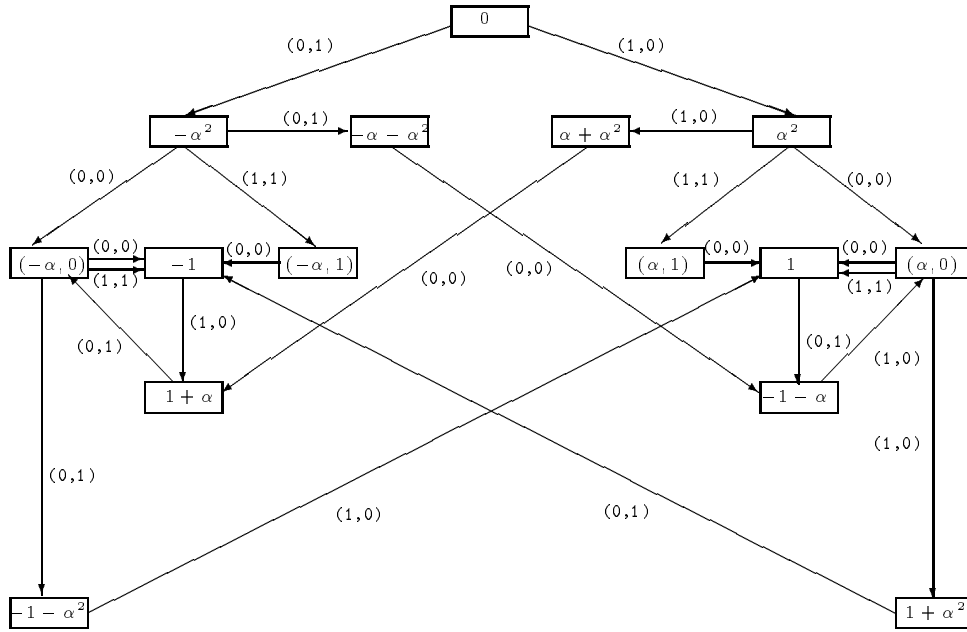 0
(0,1) (1,0)
−α² (0,1) −α − α² α + α² (1,0) α²
(0,0) (1,1) (1,1) (0,0)
(−α, 0) (0,0) −1 (0,0) (−α, 1) (α, 1) (0,0) 1 (0,0) (α, 0)
(1,1) (0,0) (0,0) (1,1)
(1,0) (0,1)
(0,1) (1,0)
1 + α −1 − α
(1,0)
(0,1)
(1,0) (0,1)
−1 − α² 1 + α²